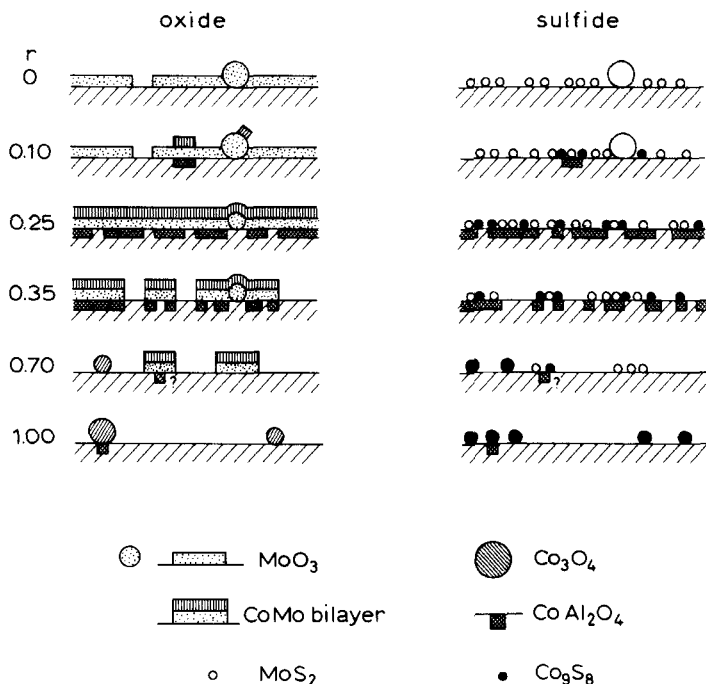 oxide
sulfide
r
0
0.10
0.25
0.35
0.70
?
?
1.00
MoO₃
Co₃O₄
CoMo bilayer
CoAl₂O₄
MoS₂
Co₉S₈